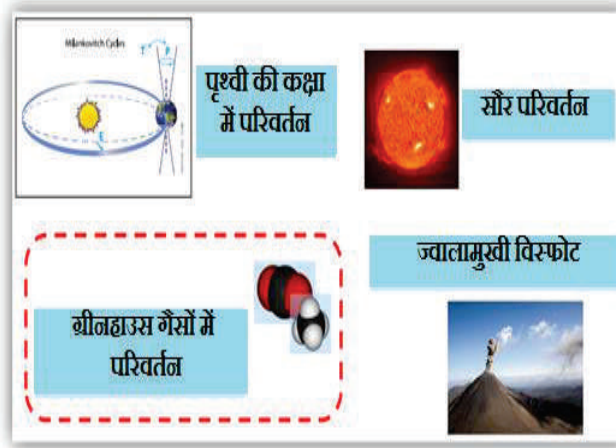 Milankovitch Cycles
T
P
E
पृथ्वी की कक्षा
में परिवर्तन
सौर परिवर्तन
ज्वालामुखी विस्फोट
ग्रीनहाउस गैसों में
परिवर्तन